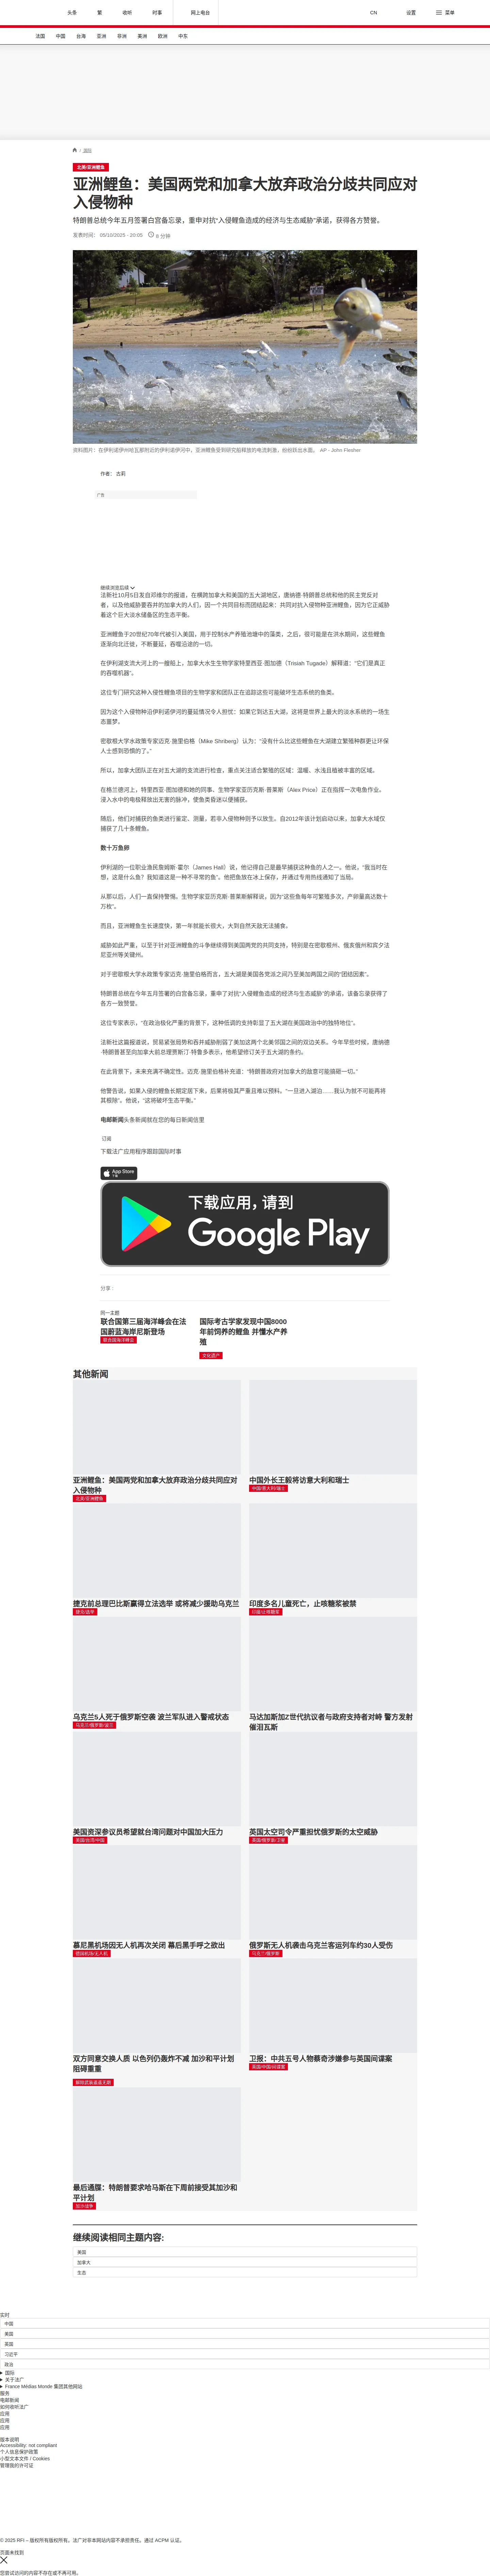 头条
繁
收听
时事
网上电台
CN
设置
菜单
法国
中国
台海
亚洲
非洲
美洲
欧洲
中东
/ 国际
北美/亚洲鲤鱼
亚洲鲤鱼：美国两党和加拿大放弃政治分歧共同应对入侵物种
特朗普总统今年五月签署白宫备忘录，重申对抗“入侵鲤鱼造成的经济与生态威胁”承诺，获得各方赞誉。
发表时间： 05/10/2025 - 20:05
6 分钟
资料图片：在伊利诺伊州哈瓦那附近的伊利诺伊河中，亚洲鲤鱼受到研究船释放的电流刺激，纷纷跃出水面。 AP - John Flesher
作者： 古莉
广告
继续浏览后续
法新社10月5日发自邓维尔的报道，在横跨加拿大和美国的五大湖地区，唐纳德·特朗普总统和他的民主党反对者，以及他威胁要吞并的加拿大的人们，因一个共同目标而团结起来：共同对抗入侵物种亚洲鲤鱼，因为它正威胁着这个巨大淡水储备区的生态平衡。
亚洲鲤鱼于20世纪70年代被引入美国，用于控制水产养殖池塘中的藻类，之后，很可能是在洪水期间，这些鲤鱼逐渐向北迁徙，不断蔓延，吞噬沿途的一切。
在伊利湖支流大河上的一艘船上，加拿大水生生物学家特里西亚·图加德（Trisiah Tugade）解释道：“它们是真正的吞噬机器”。
这位专门研究这种入侵性鲤鱼项目的生物学家和团队正在追踪这些可能破坏生态系统的鱼类。
因为这个入侵物种沿伊利诺伊河的蔓延情况令人担忧：如果它到达五大湖，这将是世界上最大的淡水系统的一场生态噩梦。
密歇根大学水政策专家迈克·施里伯格（Mike Shriberg）认为：“没有什么比这些鲤鱼在大湖建立繁殖种群更让环保人士感到恐惧的了。”
所以，加拿大团队正在对五大湖的支流进行检查，重点关注适合繁殖的区域：温暖、水浅且植被丰富的区域。
在格兰德河上，特里西亚·图加德和她的同事、生物学家亚历克斯·普莱斯（Alex Price）正在指挥一次电鱼作业。浸入水中的电极释放出无害的脉冲，使鱼类昏迷以便捕获。
随后，他们对捕获的鱼类进行鉴定、测量，若非入侵物种则予以放生。自2012年该计划启动以来，加拿大水域仅捕获了几十条鲤鱼。
数十万鱼卵
伊利湖的一位职业渔民詹姆斯·霍尔（James Hall）说，他记得自己是最早捕获这种鱼的人之一。他说，“我当时在想，这是什么鱼？我知道这是一种不寻常的鱼”。他把鱼放在冰上保存，并通过专用热线通知了当局。
从那以后，人们一直保持警惕。生物学家亚历克斯·普莱斯解释说，因为“这些鱼每年可繁殖多次，产卵量高达数十万枚”。
而且，亚洲鲤鱼生长速度快，第一年就能长很大，大到自然天敌无法捕食。
威胁如此严重，以至于针对亚洲鲤鱼的斗争继续得到美国两党的共同支持，特别是在密歇根州、俄亥俄州和宾夕法尼亚州等关键州。
对于密歇根大学水政策专家迈克·施里伯格而言，五大湖是美国各党派之间乃至美加两国之间的“团结因素”。
特朗普总统在今年五月签署的白宫备忘录，重申了对抗“入侵鲤鱼造成的经济与生态威胁”的承诺，该备忘录获得了各方一致赞誉。
这位专家表示，“在政治极化严重的背景下，这种低调的支持彰显了五大湖在美国政治中的独特地位”。
法新社这篇报道说，贸易紧张局势和吞并威胁削弱了美加这两个北美邻国之间的双边关系。今年早些时候，唐纳德·特朗普甚至向加拿大前总理贾斯汀·特鲁多表示，他希望修订关于五大湖的条约。
在此背景下，未来充满不确定性。迈克·施里伯格补充道：“特朗普政府对加拿大的敌意可能搞砸一切。”
他警告说，如果入侵的鲤鱼长期定居下来，后果将极其严重且难以预料。“一旦进入湖泊……我认为就不可能再将其根除”。他说，“这将破坏生态平衡。”
电邮新闻头条新闻就在您的每日新闻信里
订阅
下载法广应用程序跟踪国际时事
App Store
下载应用，请到
Google Play
分享 :
同一主题
联合国第三届海洋峰会在法国蔚蓝海岸尼斯登场
联合国海洋峰会
国际考古学家发现中国8000年前饲养的鲤鱼 并懂水产养殖
文化遗产
其他新闻
亚洲鲤鱼：美国两党和加拿大放弃政治分歧共同应对入侵物种
北美/亚洲鲤鱼
中国外长王毅将访意大利和瑞士
中国/意大利/瑞士
捷克前总理巴比斯赢得立法选举 或将减少援助乌克兰
捷克/选举
印度多名儿童死亡，止咳糖浆被禁
印度/止咳糖浆
乌克兰5人死于俄罗斯空袭 波兰军队进入警戒状态
乌克兰/俄罗斯/波兰
马达加斯加Z世代抗议者与政府支持者对峙 警方发射催泪瓦斯
美国资深参议员希望就台湾问题对中国加大压力
美国/台湾/中国
英国太空司令严重担忧俄罗斯的太空威胁
英国/俄罗斯/卫星
慕尼黑机场因无人机再次关闭 幕后黑手呼之欲出
德国机场/无人机
俄罗斯无人机袭击乌克兰客运列车约30人受伤
乌克兰/俄罗斯
双方同意交换人质 以色列仍轰炸不减 加沙和平计划阻碍重重
卫报：中共五号人物蔡奇涉嫌参与英国间谍案
英国/中国/间谍案
最后通牒：特朗普要求哈马斯在下周前接受其加沙和平计划
加沙战争
继续阅读相同主题内容:
美国
加拿大
生态
实时
中国
美国
英国
习近平
政治
国际
关于法广
France Médias Monde 集团其他网站
服务
电邮新闻
如何收听法广
应用
应用
应用
版本说明
Accessibility: not compliant
个人信息保护政策
小型文本文件 / Cookies
管理我的许可证
© 2025 RFI – 版权所有版权所有。法广对非本网站内容不承担责任。通过 ACPM 认证。
页面未找到
您尝试访问的内容不存在或不再可用。